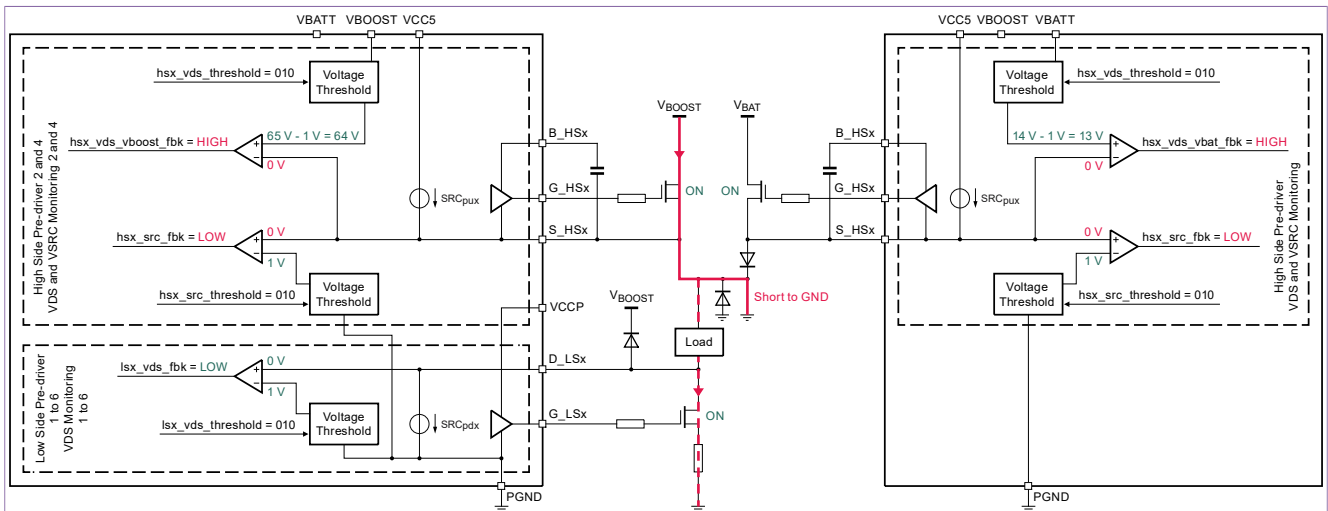 VBATT VBOOST VCC5
High Side Pre-driver 2 and 4
VDS and VSRC Monitoring 2 and 4
hsx_vds_threshold = 010
Voltage
Threshold
65 V - 1 V = 64 V
hsx_vds_vboost_fbk = HIGH
+
−
0 V
SRCpux
hsx_src_fbk = LOW
0 V
+
−
1 V
hsx_src_threshold = 010
Voltage
Threshold
B_HSx
G_HSx
S_HSx
VCCP
Low Side Pre-driver
1 to 6
VDS Monitoring
1 to 6
lsx_vds_fbk = LOW
0 V
+
−
1 V
lsx_vds_threshold = 010
Voltage
Threshold
SRCpdx
D_LSx
G_LSx
PGND
VBOOST
ON
VBAT
ON
Short to GND
VBOOST
Load
ON
B_HSx
G_HSx
S_HSx
VCC5 VBOOST VBATT
Voltage
Threshold
hsx_vds_threshold = 010
14 V - 1 V = 13 V
+
−
0 V
hsx_vds_vbat_fbk = HIGH
SRCpux
0 V
+
−
1 V
hsx_src_fbk = LOW
Voltage
Threshold
hsx_src_threshold = 010
High Side Pre-driver
VDS and VSRC Monitoring
PGND